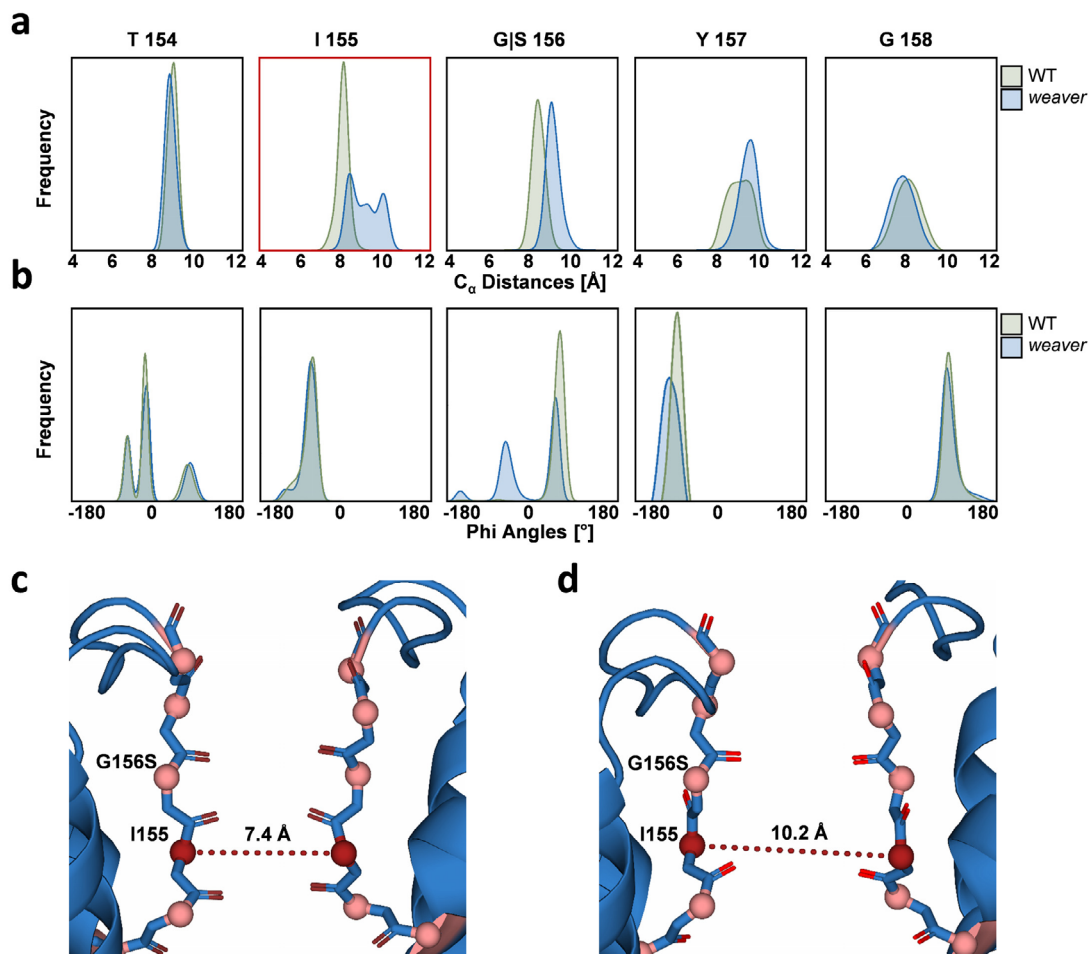 a
T 154 I 155 G|S 156 Y 157 G 158
Frequency
WT
weaver
4 6 8 10 12 4 6 8 10 12 4 6 8 10 12 4 6 8 10 12 4 6 8 10 12
Cα Distances [Å]
b
Frequency
WT
weaver
-180 0 180 -180 0 180 -180 0 180 -180 0 180 -180 0 180
Phi Angles [°]
c
G156S
I155
7.4 Å
d
G156S
I155
10.2 Å